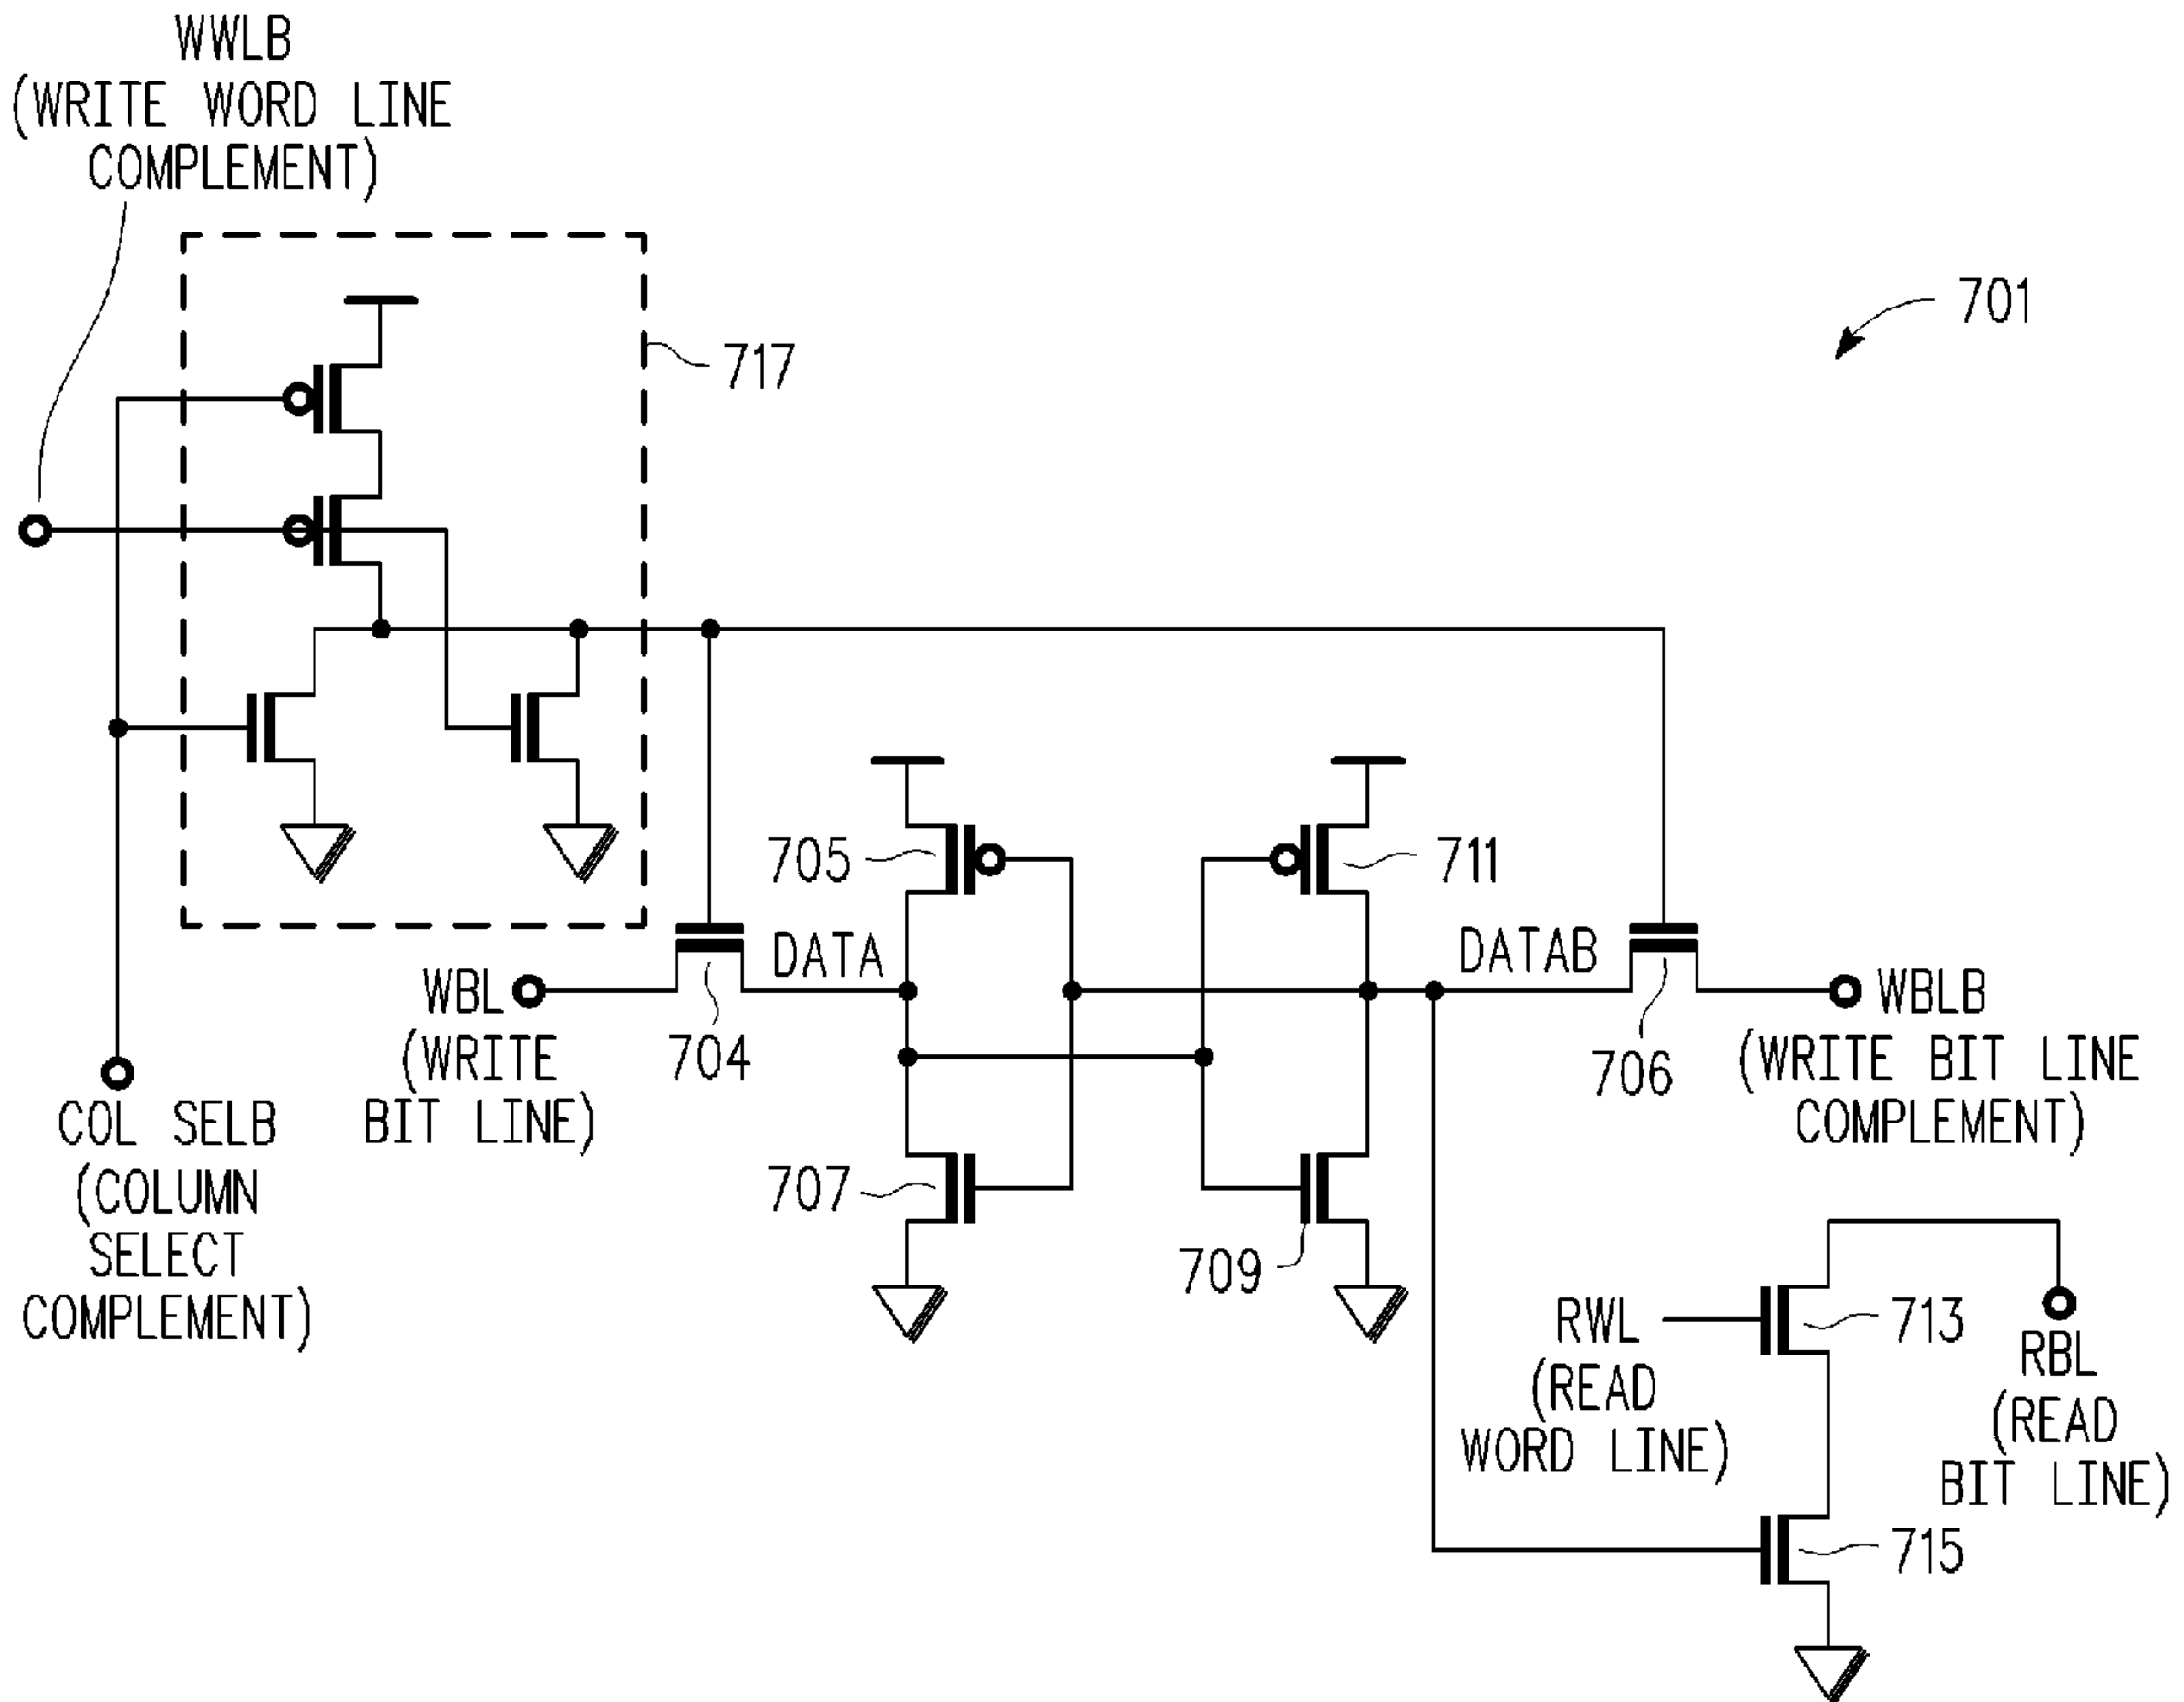 WWLB
(WRITE WORD LINE
COMPLEMENT)
701
717
705
711
DATA
DATAB
WBL
(WRITE
BIT LINE)
704
706
WBLB
(WRITE BIT LINE
COMPLEMENT)
COL SELB
(COLUMN
SELECT
COMPLEMENT)
707
709
RWL
(READ
WORD LINE)
713
RBL
(READ
BIT LINE)
715